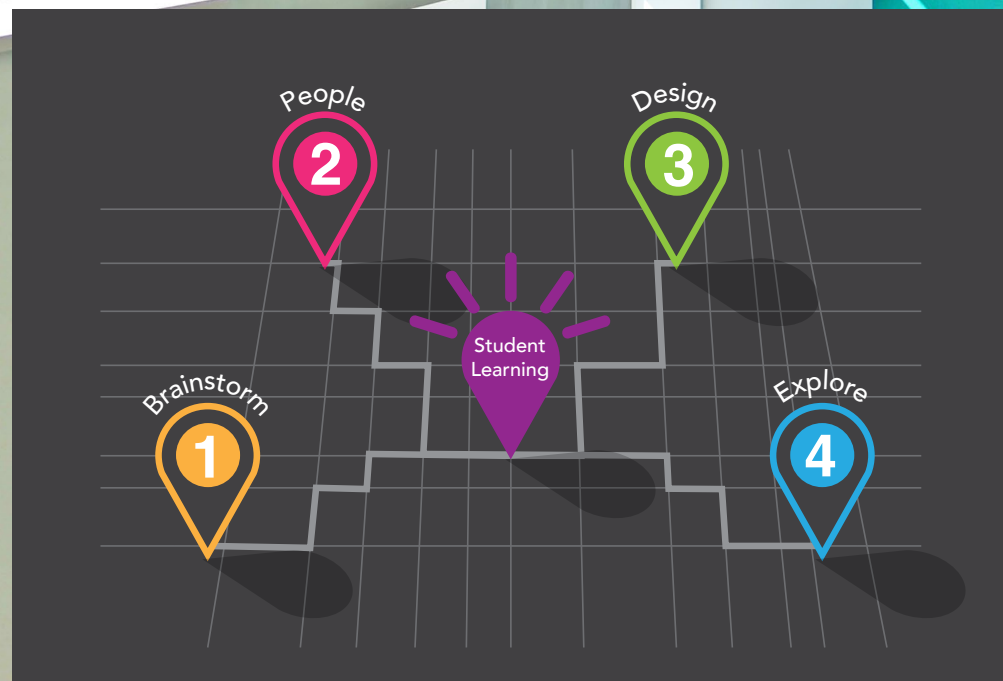 People
2
Design
3
Student
Learning
Brainstorm
1
Explore
4